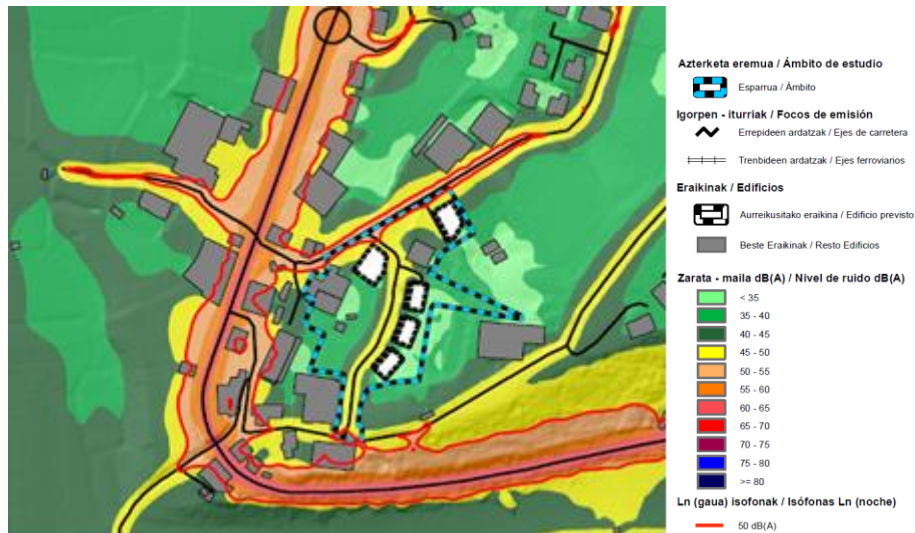 Azterketa eremua / Ámbito de estudio
Esparrua / Ámbito
Igorpen - iturriak / Focos de emisión
Errepideen ardatzak / Ejes de carretera
Trenbideen ardatzak / Ejes ferroviarios
Eraikinak / Edificios
Aurreikusitako eraikina / Edificio previsto
Beste Eraikinak / Resto Edificios
Zarata - maila dB(A) / Nivel de ruido dB(A)
< 35
35 - 40
40 - 45
45 - 50
50 - 55
55 - 60
60 - 65
65 - 70
70 - 75
75 - 80
>= 80
Ln (gaua) isofonak / Isófonas Ln (noche)
50 dB(A)